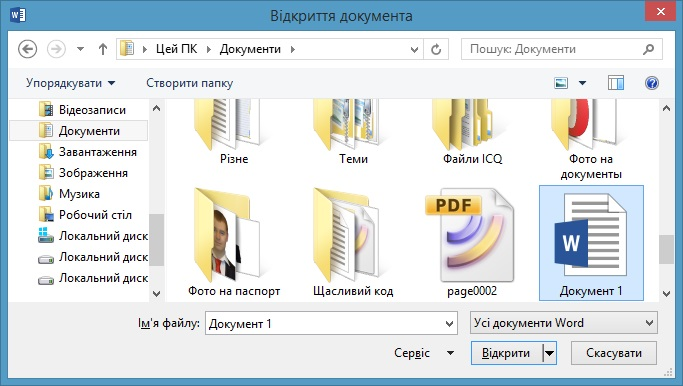 Відкриття документа
Цей ПК Документи
Пошук: Документи
Упорядкувати Створити папку
Відеозаписи
Документи
Завантаження
Зображення
Музика
Робочий стіл
Локальний диск
Локальний диск
Локальний диск
Різне
Теми
Файли ICQ
Фото на
документы
Фото на паспорт
Щасливий код
PDF
page0002
W
Документ 1
Ім'я файлу: Документ 1
Усі документи Word
Сервіс Відкрити Скасувати